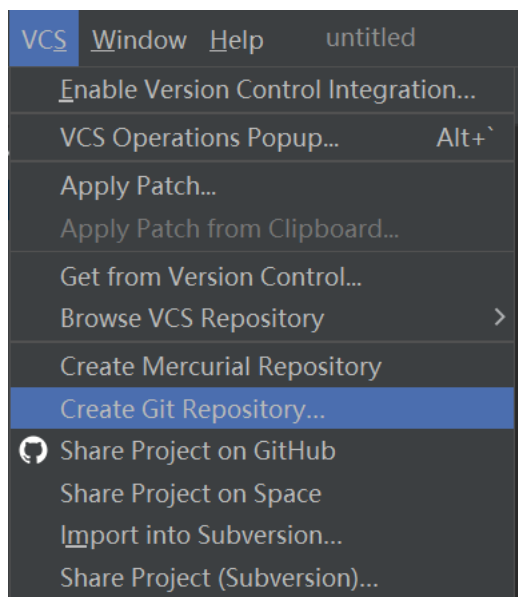 VCS Window Help untitled
Enable Version Control Integration...
VCS Operations Popup... Alt+`
Apply Patch...
Apply Patch from Clipboard...
Get from Version Control...
Browse VCS Repository
Create Mercurial Repository
Create Git Repository...
Share Project on GitHub
Share Project on Space
Import into Subversion...
Share Project (Subversion)...